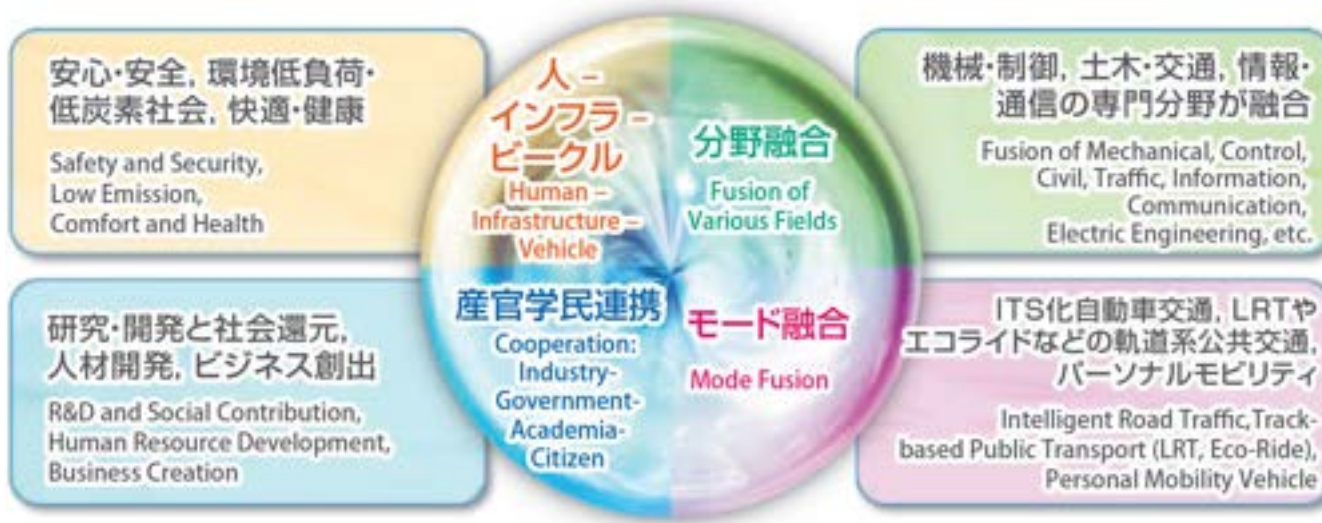 安心・安全, 環境低負荷・
低炭素社会, 快適・健康
Safety and Security,
Low Emission,
Comfort and Health
人 –
インフラ –
ビークル
Human –
Infrastructure –
Vehicle
分野融合
Fusion of
Various Fields
機械・制御, 土木・交通, 情報・
通信の専門分野が融合
Fusion of Mechanical, Control,
Civil, Traffic, Information,
Communication,
Electric Engineering, etc.
研究・開発と社会還元,
人材開発, ビジネス創出
R&D and Social Contribution,
Human Resource Development,
Business Creation
産官学民連携
Cooperation:
Industry-
Government-
Academia-
Citizen
モード融合
Mode Fusion
ITS化自動車交通, LRTや
エコライドなどの軌道系公共交通,
パーソナルモビリティ
Intelligent Road Traffic,Track-
based Public Transport (LRT, Eco-Ride),
Personal Mobility Vehicle